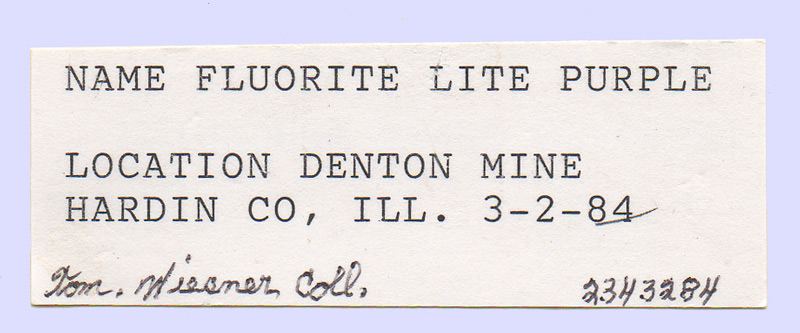 NAME FLUORITE LITE PURPLE
LOCATION DENTON MINE
HARDIN CO, ILL. 3-2-84
Tom. Wiesner Coll. 2343284